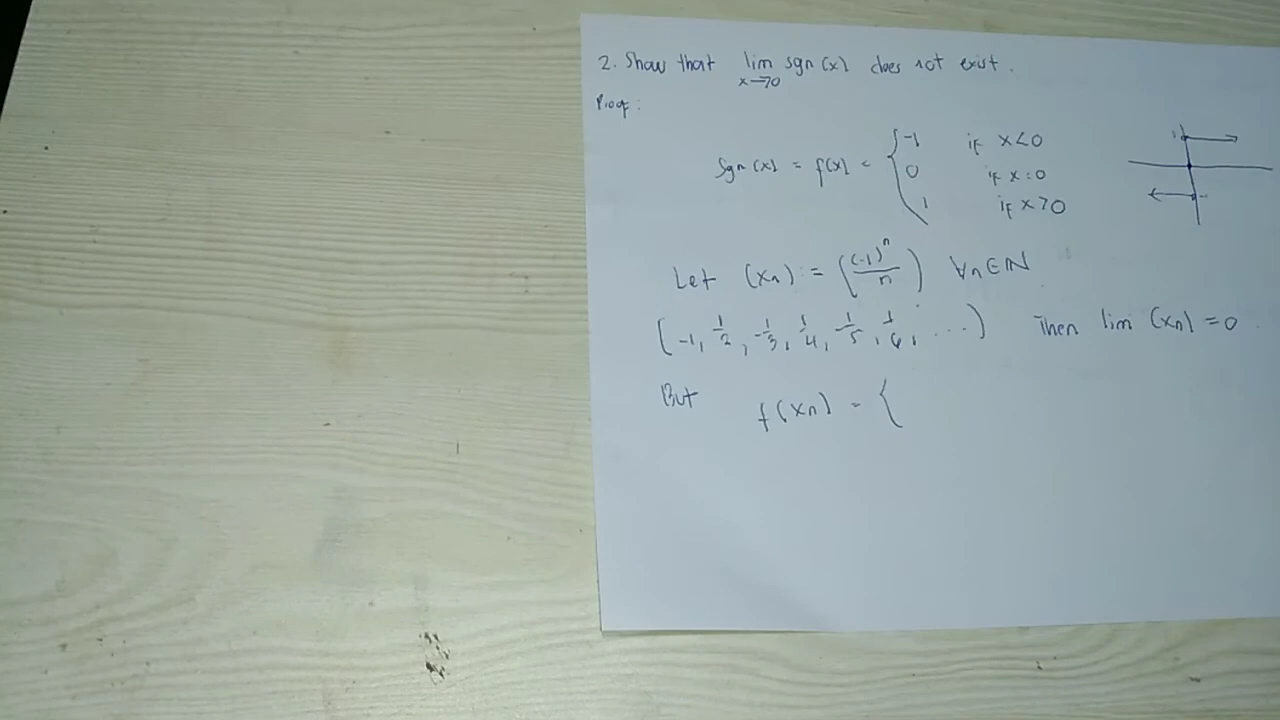 2. Show that lim x→0 sgn(x) does not exist.
Proof:
Sgn(x) = f(x) = { -1 if x<0
0 if x=0
1 if x>0
Let (xn) := ((-1)^n / n) ∀n∈ℕ
(-1, 1/2, -1/3, 1/4, -1/5, 1/6, ...) Then lim (xn) = 0
But f(xn) = {